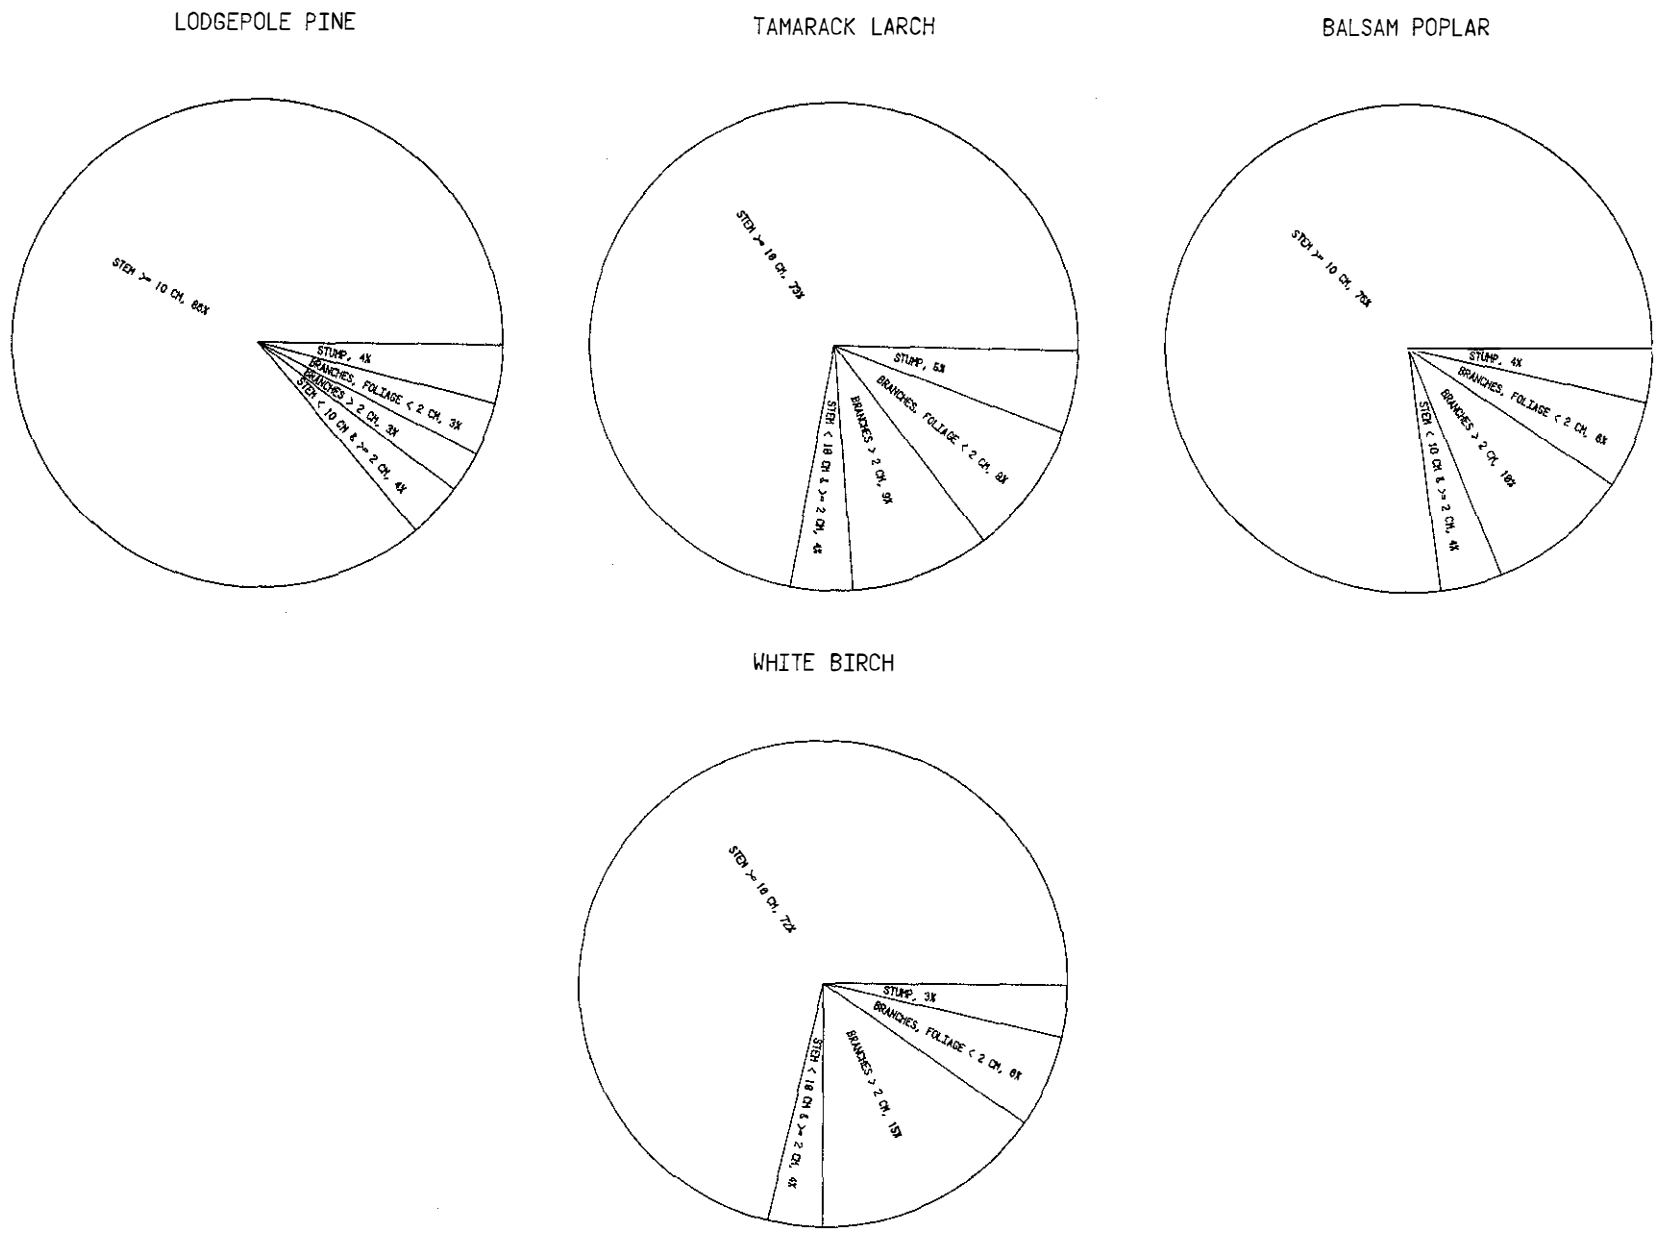 LODGEPOLE PINE
STEM >= 10 CM, 86%
STUMP, 4%
BRANCHES, FOLIAGE < 2 CM, 3%
BRANCHES > 2 CM, 3%
STEM < 10 CM & >= 2 CM, 4%
TAMARACK LARCH
STEM >= 10 CM, 73%
STUMP, 5%
BRANCHES, FOLIAGE < 2 CM, 9%
BRANCHES > 2 CM, 9%
STEM < 10 CM & >= 2 CM, 4%
BALSAM POPLAR
STEM >= 10 CM, 76%
STUMP, 4%
BRANCHES, FOLIAGE < 2 CM, 6%
BRANCHES > 2 CM, 10%
STEM < 10 CM & >= 2 CM, 4%
WHITE BIRCH
STEM >= 10 CM, 72%
STUMP, 3%
BRANCHES, FOLIAGE < 2 CM, 6%
BRANCHES > 2 CM, 15%
STEM < 10 CM & >= 2 CM, 4%